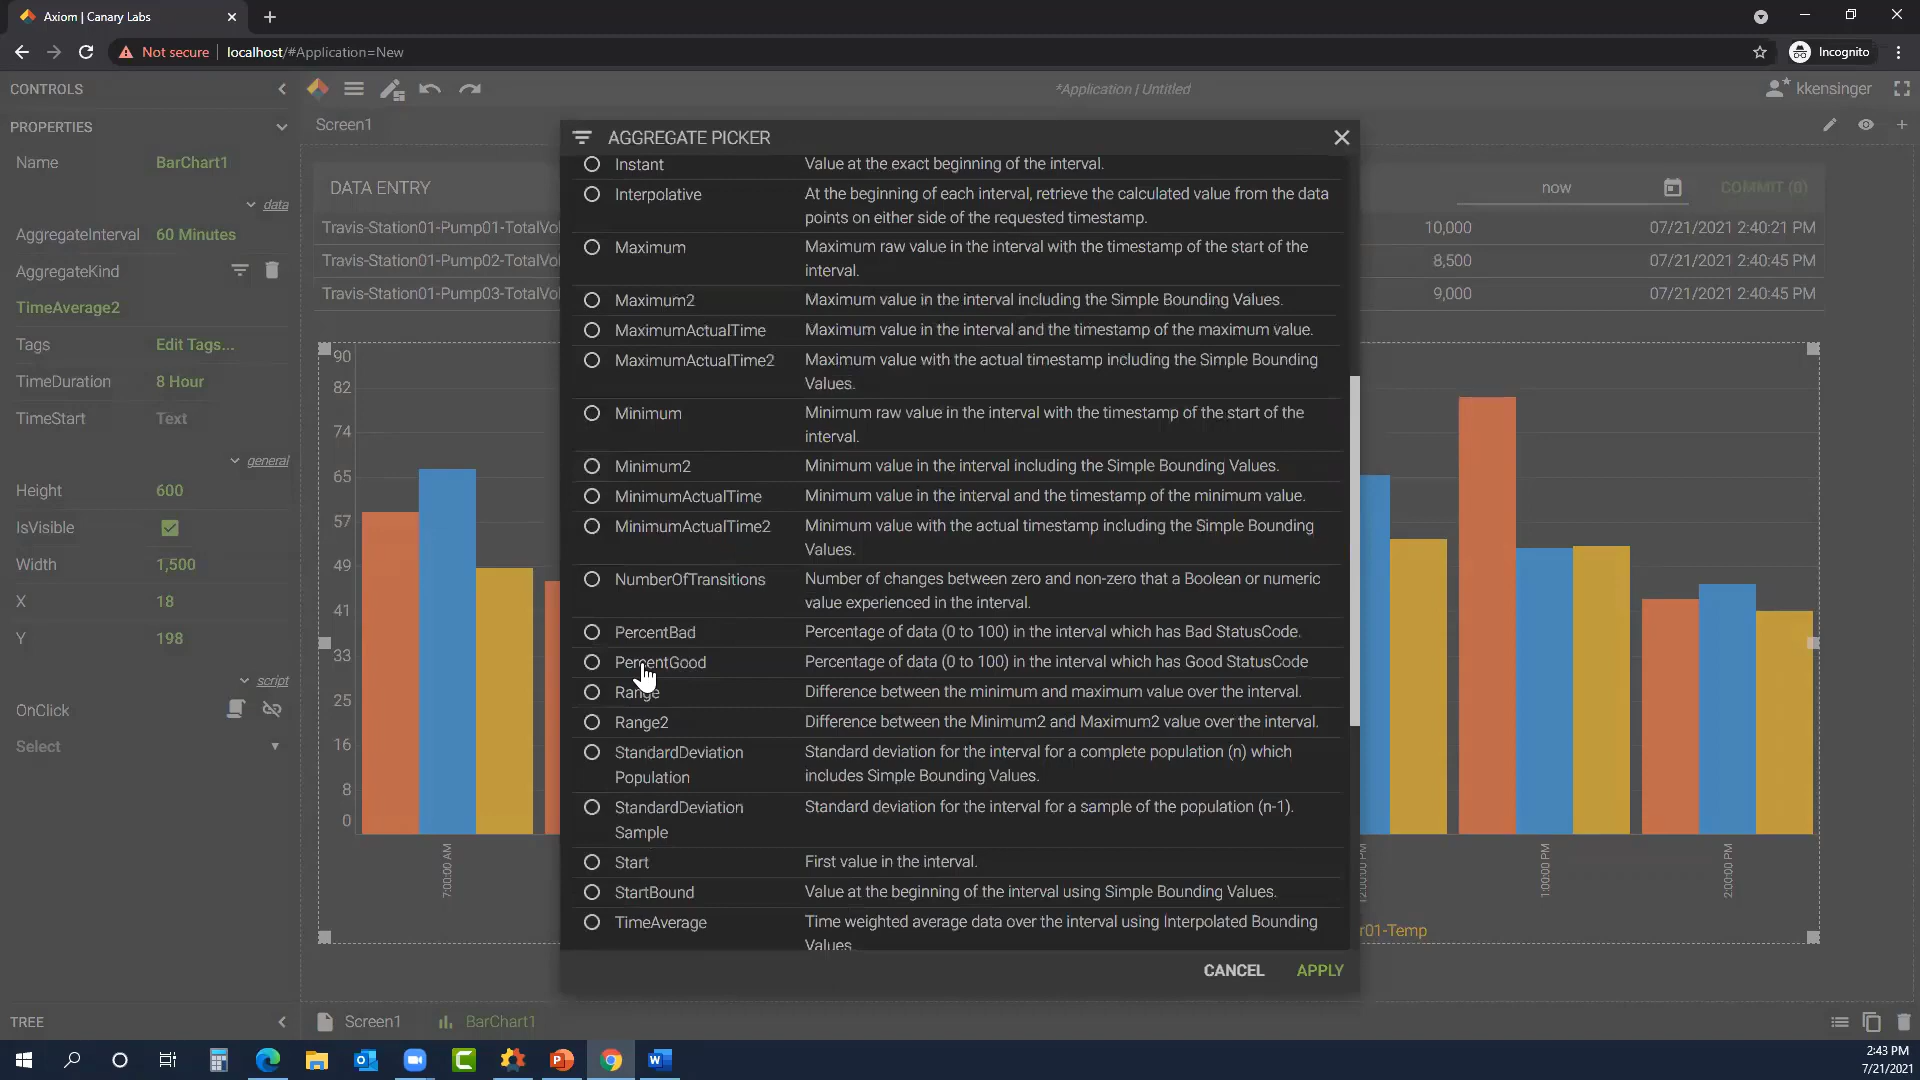 Axiom | Canary Labs
Not secure
localhost/#Application=New
Incognito
CONTROLS
*Application | Untitled
kkensinger
PROPERTIES
Screen1
Name
BarChart1
data
AggregateInterval
60 Minutes
AggregateKind
TimeAverage2
Tags
Edit Tags...
TimeDuration
8 Hour
TimeStart
Text
general
Height
600
IsVisible
Width
1,500
X
18
Y
198
script
OnClick
Select
TREE
DATA ENTRY
now
COMMIT (0)
Travis-Station01-Pump01-TotalVol
10,000
07/21/2021 2:40:21 PM
Travis-Station01-Pump02-TotalVol
8,500
07/21/2021 2:40:45 PM
Travis-Station01-Pump03-TotalVol
9,000
07/21/2021 2:40:45 PM
90
82
74
65
57
49
41
33
25
16
8
0
7:00:00 AM
12:00:00 PM
1:00:00 PM
2:00:00 PM
r01-Temp
AGGREGATE PICKER
Instant
Value at the exact beginning of the interval.
Interpolative
At the beginning of each interval, retrieve the calculated value from the data
points on either side of the requested timestamp.
Maximum
Maximum raw value in the interval with the timestamp of the start of the
interval.
Maximum2
Maximum value in the interval including the Simple Bounding Values.
MaximumActualTime
Maximum value in the interval and the timestamp of the maximum value.
MaximumActualTime2
Maximum value with the actual timestamp including the Simple Bounding
Values.
Minimum
Minimum raw value in the interval with the timestamp of the start of the
interval.
Minimum2
Minimum value in the interval including the Simple Bounding Values.
MinimumActualTime
Minimum value in the interval and the timestamp of the minimum value.
MinimumActualTime2
Minimum value with the actual timestamp including the Simple Bounding
Values.
NumberOfTransitions
Number of changes between zero and non-zero that a Boolean or numeric
value experienced in the interval.
PercentBad
Percentage of data (0 to 100) in the interval which has Bad StatusCode.
PercentGood
Percentage of data (0 to 100) in the interval which has Good StatusCode
Range
Difference between the minimum and maximum value over the interval.
Range2
Difference between the Minimum2 and Maximum2 value over the interval.
StandardDeviation
Population
Standard deviation for the interval for a complete population (n) which
includes Simple Bounding Values.
StandardDeviation
Sample
Standard deviation for the interval for a sample of the population (n-1).
Start
First value in the interval.
StartBound
Value at the beginning of the interval using Simple Bounding Values.
TimeAverage
Time weighted average data over the interval using Interpolated Bounding
Values.
CANCEL
APPLY
Screen1
BarChart1
2:43 PM
7/21/2021